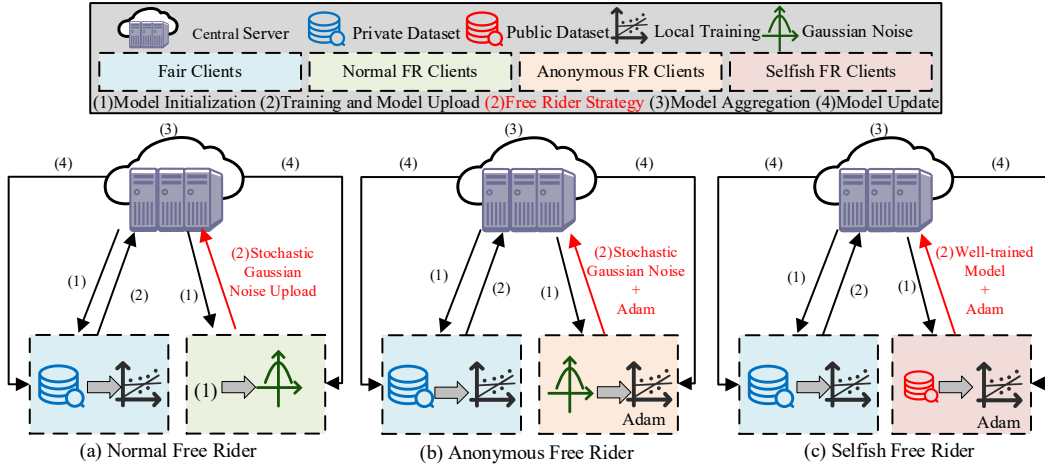 Central Server Private Dataset Public Dataset Local Training Gaussian Noise
Fair Clients Normal FR Clients Anonymous FR Clients Selfish FR Clients
(1)Model Initialization (2)Training and Model Upload (2)Free Rider Strategy (3)Model Aggregation (4)Model Update
(3)
(4)
(4)
(1)
(2)
(1)
(2)Stochastic
Gaussian
Noise Upload
(1)
(a) Normal Free Rider
(3)
(4)
(4)
(1)
(2)
(1)
(2)Stochastic
Gaussian Noise
+
Adam
Adam
(b) Anonymous Free Rider
(3)
(4)
(4)
(1)
(2)
(1)
(2)Well-trained
Model
+
Adam
Adam
(c) Selfish Free Rider